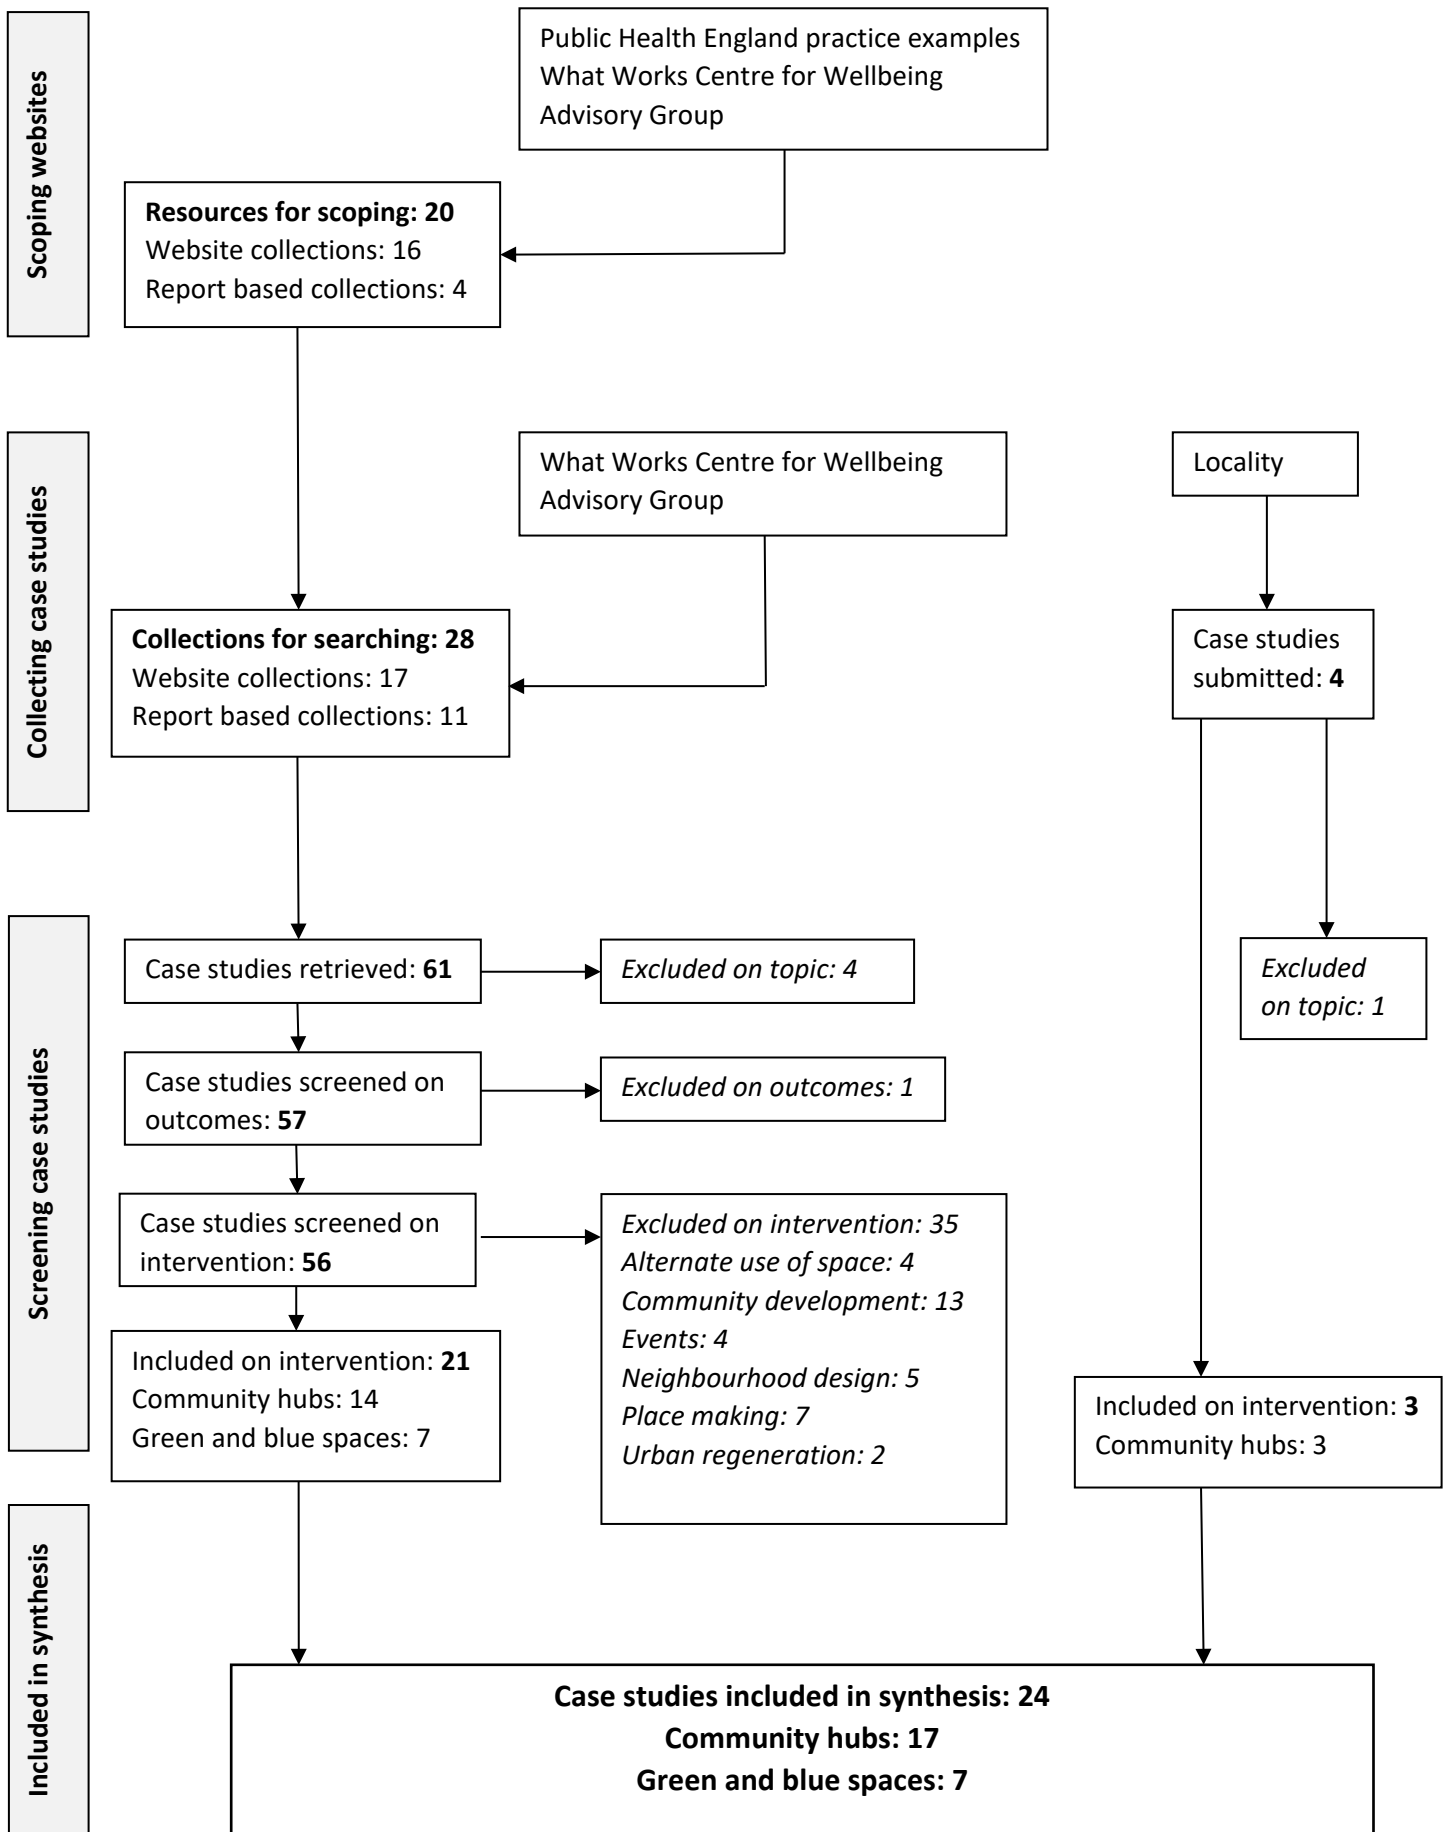 Scoping websites
Public Health England practice examples
What Works Centre for Wellbeing
Advisory Group
Resources for scoping: 20
Website collections: 16
Report based collections: 4
Collecting case studies
What Works Centre for Wellbeing
Advisory Group
Locality
Collections for searching: 28
Website collections: 17
Report based collections: 11
Case studies
submitted: 4
Screening case studies
Case studies retrieved: 61
Excluded on topic: 4
Excluded
on topic: 1
Case studies screened on
outcomes: 57
Excluded on outcomes: 1
Case studies screened on
intervention: 56
Excluded on intervention: 35
Alternate use of space: 4
Community development: 13
Events: 4
Neighbourhood design: 5
Place making: 7
Urban regeneration: 2
Included on intervention: 21
Community hubs: 14
Green and blue spaces: 7
Included on intervention: 3
Community hubs: 3
Included in synthesis
Case studies included in synthesis: 24
Community hubs: 17
Green and blue spaces: 7